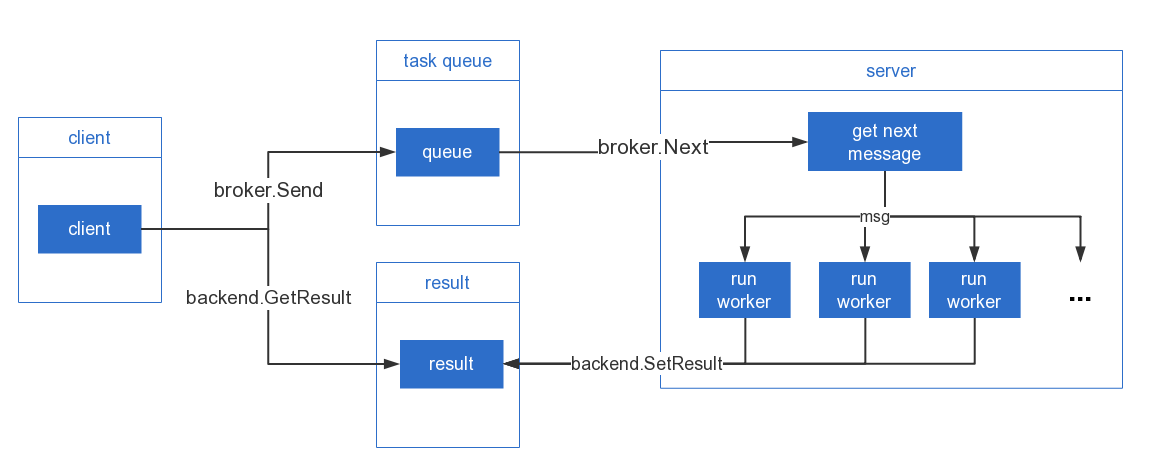 client
client
broker.Send
backend.GetResult
task queue
queue
result
result
broker.Next
backend.SetResult
server
get next
message
msg
run
worker
run
worker
run
worker
...